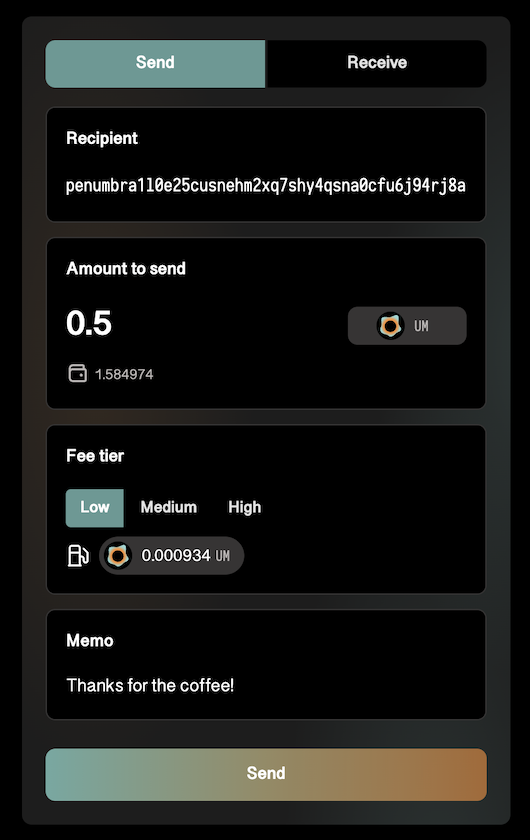 Send Receive
Recipient
penumbra1l0e25cusnehm2xq7shy4qsna0cfu6j94rj8a
Amount to send
0.5 UM
1.584974
Fee tier
Low Medium High
0.000934 UM
Memo
Thanks for the coffee!
Send